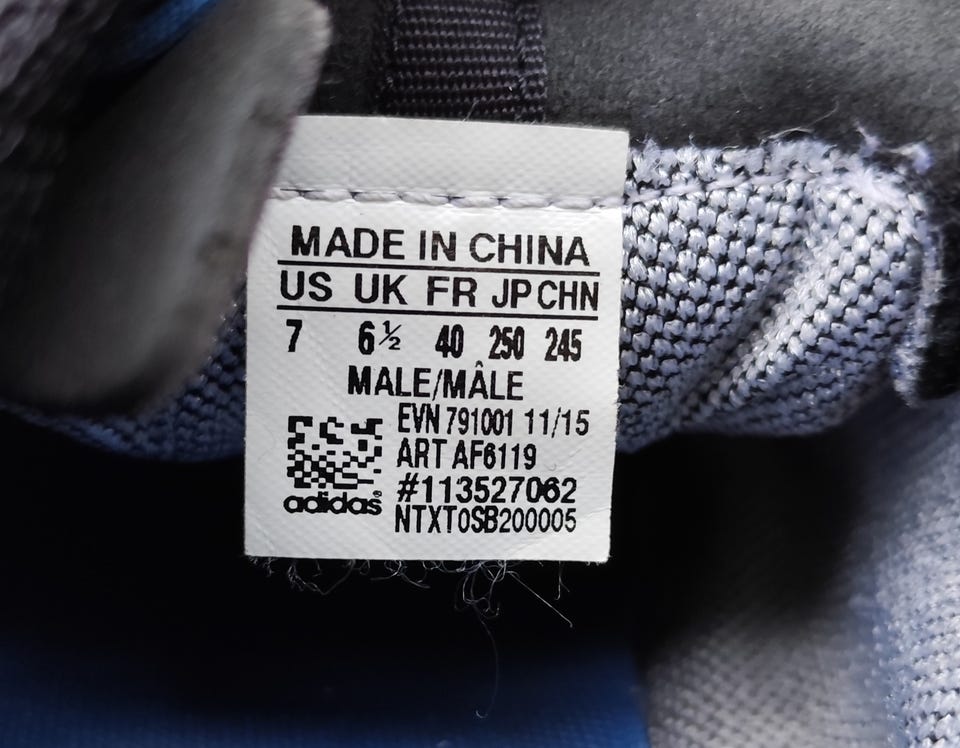 MADE IN CHINA
US UK FR JP CHN
7 6½ 40 250 245
MALE/MÂLE
EVN 791001 11/15
ART AF6119
#113527062
adidas®
NTXT0SB200005